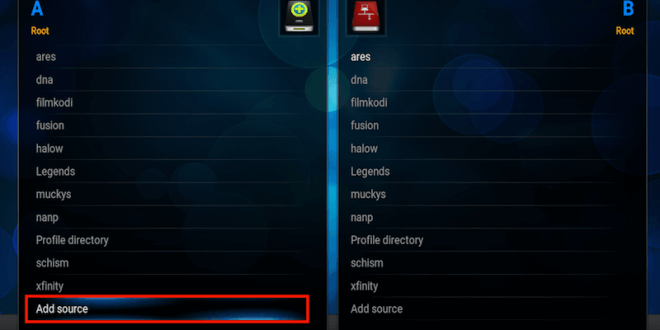 A
Root
ares
dna
filmkodi
fusion
halow
Legends
muckys
nanp
Profile directory
schism
xfinity
Add source
B
Root
ares
dna
filmkodi
fusion
halow
Legends
muckys
nanp
Profile directory
schism
xfinity
Add source